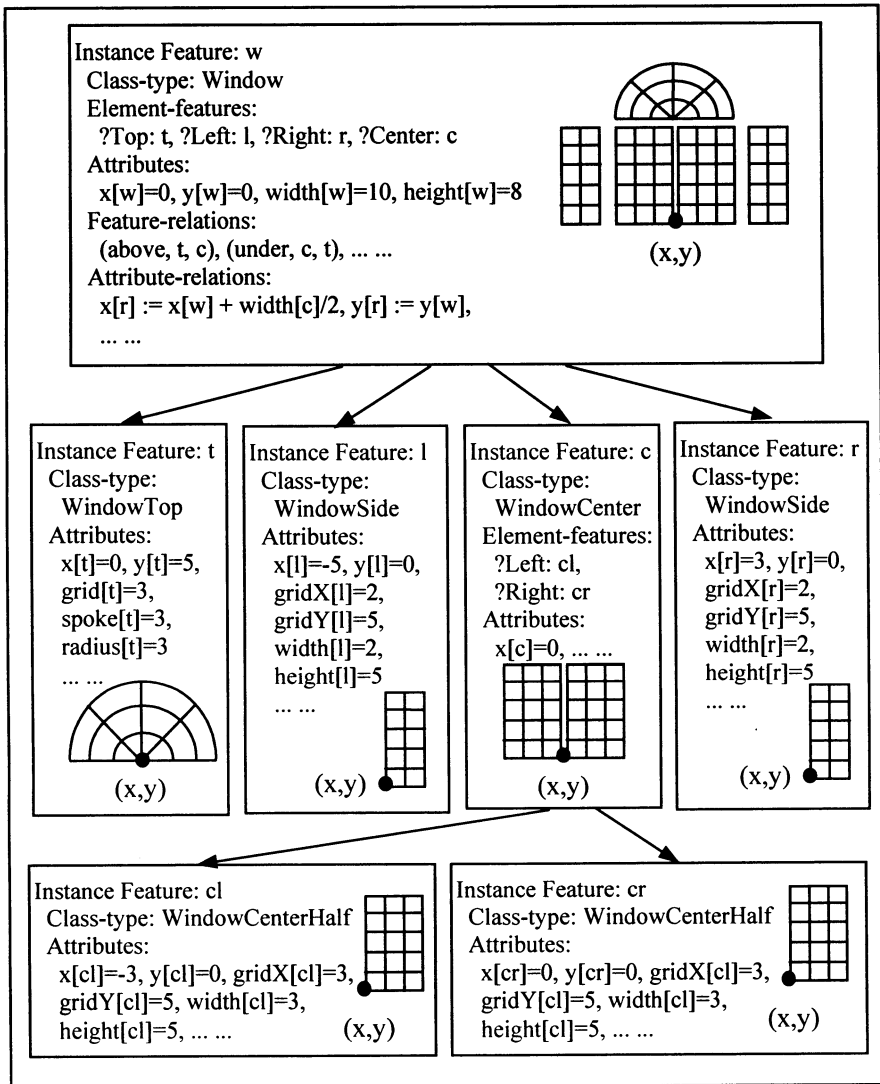 Instance Feature: w
Class-type: Window
Element-features:
?Top: t, ?Left: l, ?Right: r, ?Center: c
Attributes:
x[w]=0, y[w]=0, width[w]=10, height[w]=8
Feature-relations:
(above, t, c), (under, c, t), ... ...
Attribute-relations:
x[r] := x[w] + width[c]/2, y[r] := y[w],
... ...
(x,y)
Instance Feature: t
Class-type:
WindowTop
Attributes:
x[t]=0, y[t]=5,
grid[t]=3,
spoke[t]=3,
radius[t]=3
... ...
(x,y)
Instance Feature: l
Class-type:
WindowSide
Attributes:
x[l]=-5, y[l]=0,
gridX[l]=2,
gridY[l]=5,
width[l]=2,
height[l]=5
... ...
(x,y)
Instance Feature: c
Class-type:
WindowCenter
Element-features:
?Left: cl,
?Right: cr
Attributes:
x[c]=0, ... ...
(x,y)
Instance Feature: r
Class-type:
WindowSide
Attributes:
x[r]=3, y[r]=0,
gridX[r]=2,
gridY[r]=5,
width[r]=2,
height[r]=5
... ...
(x,y)
Instance Feature: cl
Class-type: WindowCenterHalf
Attributes:
x[cl]=-3, y[cl]=0, gridX[cl]=3,
gridY[cl]=5, width[cl]=3,
height[cl]=5, ... ...
(x,y)
Instance Feature: cr
Class-type: WindowCenterHalf
Attributes:
x[cr]=0, y[cr]=0, gridX[cl]=3,
gridY[cl]=5, width[cl]=3,
height[cl]=5, ... ...
(x,y)